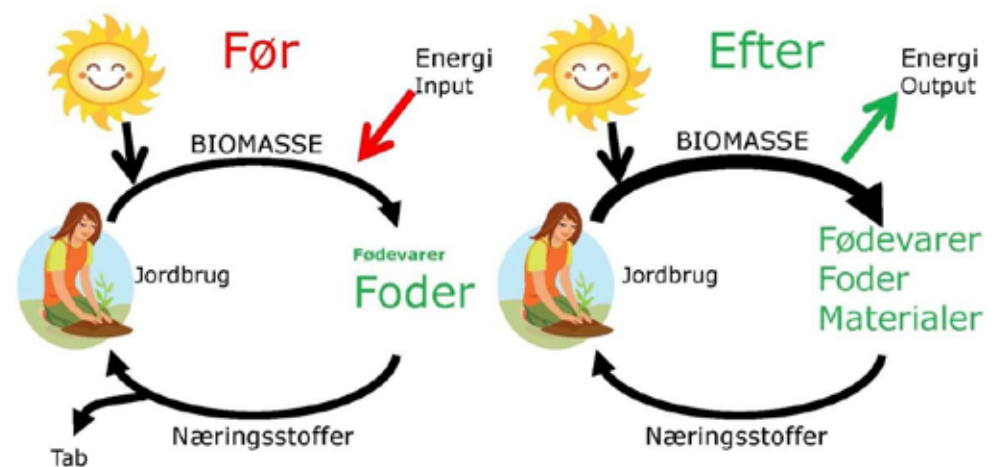 Før
Energi
Input
BIOMASSE
Jordbrug
Fødevarer
Foder
Næringsstoffer
Tab
Efter
Energi
Output
BIOMASSE
Jordbrug
Fødevarer
Foder
Materialer
Næringsstoffer